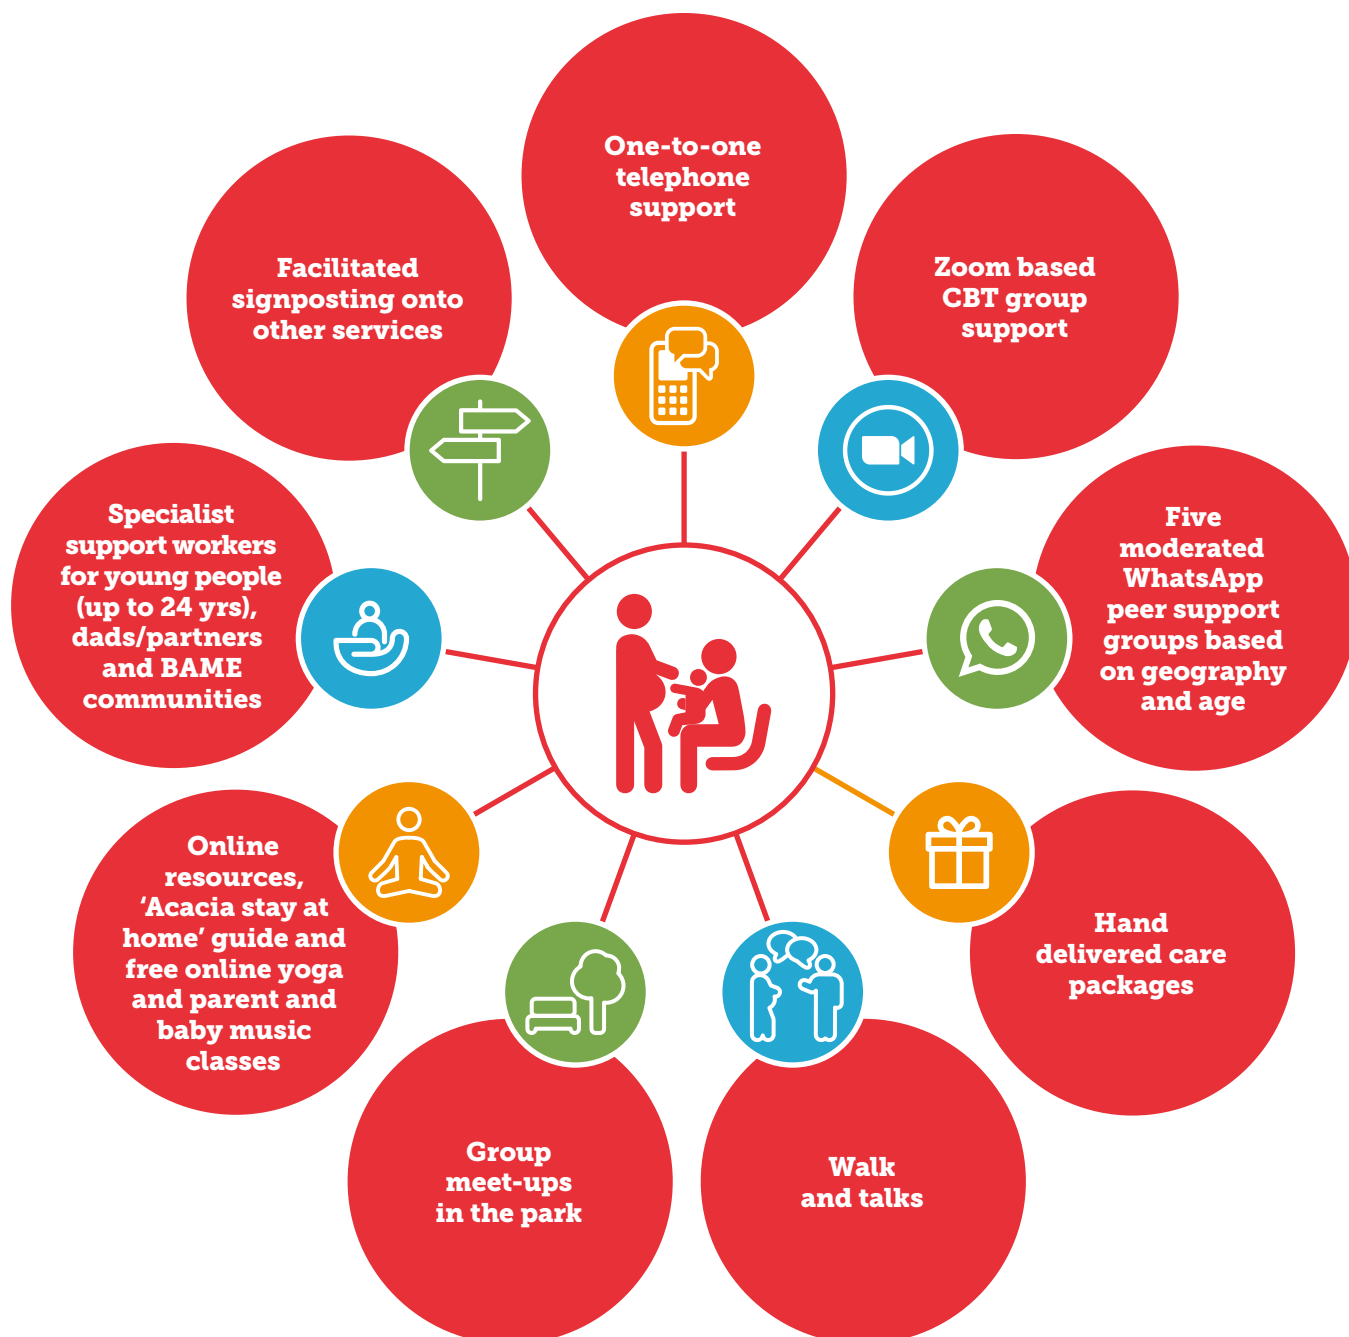 One-to-one
telephone
support
Zoom based
CBT group
support
Five
moderated
WhatsApp
peer support
groups based
on geography
and age
Hand
delivered care
packages
Walk
and talks
Group
meet-ups
in the park
Online
resources,
‘Acacia stay at
home’ guide and
free online yoga
and parent and
baby music
classes
Specialist
support workers
for young people
(up to 24 yrs),
dads/partners
and BAME
communities
Facilitated
signposting onto
other services